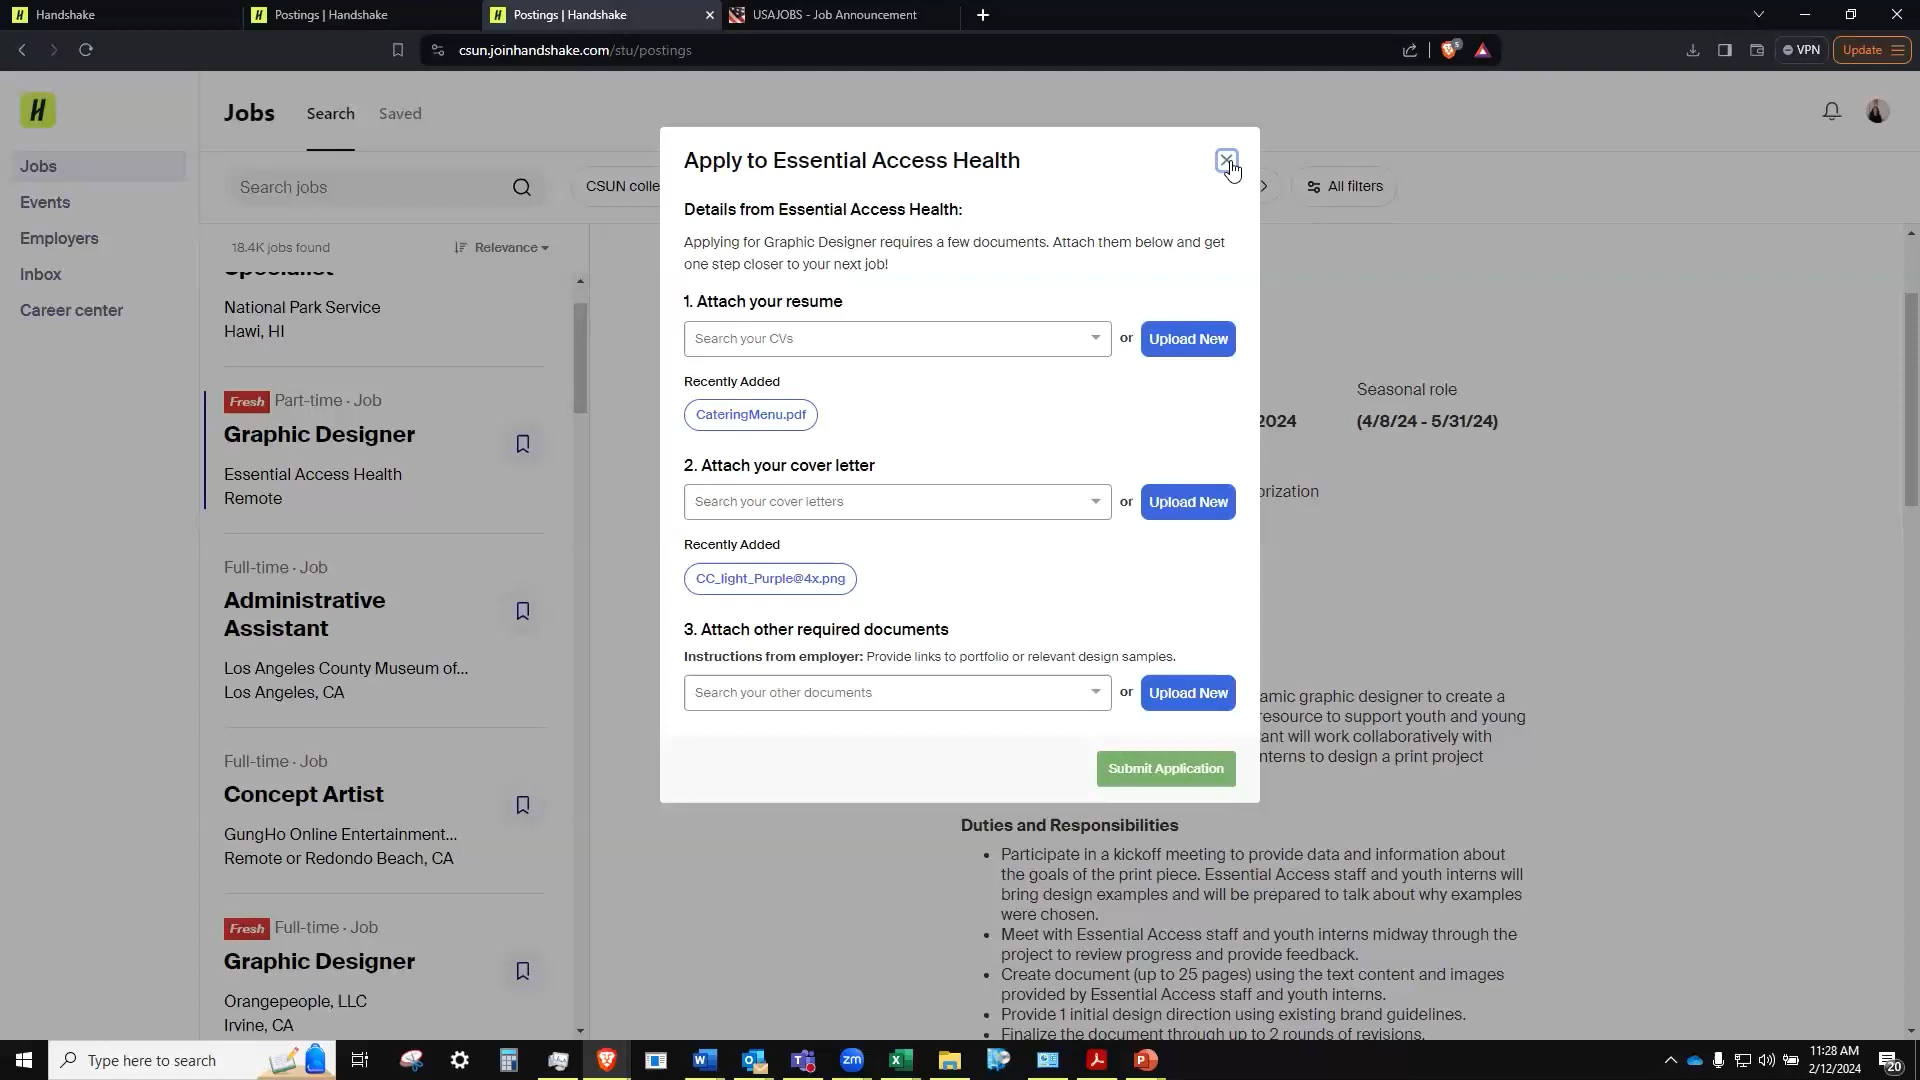 Handshake
Postings | Handshake
Postings | Handshake
USAJOBS - Job Announcement
csun.joinhandshake.com/stu/postings
5
VPN
Update
H
Jobs
Search
Saved
Jobs
Events
Employers
Inbox
Career center
Search jobs
CSUN colle
All filters
18.4K jobs found
Relevance
National Park Service
Hawi, HI
Fresh Part-time · Job
Graphic Designer
Essential Access Health
Remote
Full-time · Job
Administrative
Assistant
Los Angeles County Museum of...
Los Angeles, CA
Full-time · Job
Concept Artist
GungHo Online Entertainment...
Remote or Redondo Beach, CA
Fresh Full-time · Job
Graphic Designer
Orangepeople, LLC
Irvine, CA
Apply to Essential Access Health
Details from Essential Access Health:
Applying for Graphic Designer requires a few documents. Attach them below and get
one step closer to your next job!
1. Attach your resume
Search your CVs
or
Upload New
Recently Added
CateringMenu.pdf
2. Attach your cover letter
Search your cover letters
or
Upload New
Recently Added
CC_light_Purple@4x.png
3. Attach other required documents
Instructions from employer: Provide links to portfolio or relevant design samples.
Search your other documents
or
Upload New
Submit Application
Seasonal role
2024
(4/8/24 - 5/31/24)
orization
amic graphic designer to create a
resource to support youth and young
ant will work collaboratively with
nterns to design a print project
Duties and Responsibilities
• Participate in a kickoff meeting to provide data and information about
the goals of the print piece. Essential Access staff and youth interns will
bring design examples and will be prepared to talk about why examples
were chosen.
• Meet with Essential Access staff and youth interns midway through the
project to review progress and provide feedback.
• Create document (up to 25 pages) using the text content and images
provided by Essential Access staff and youth interns.
• Provide 1 initial design direction using existing brand guidelines.
• Finalize the document through up to 2 rounds of revisions.
Type here to search
11:28 AM
2/12/2024
20